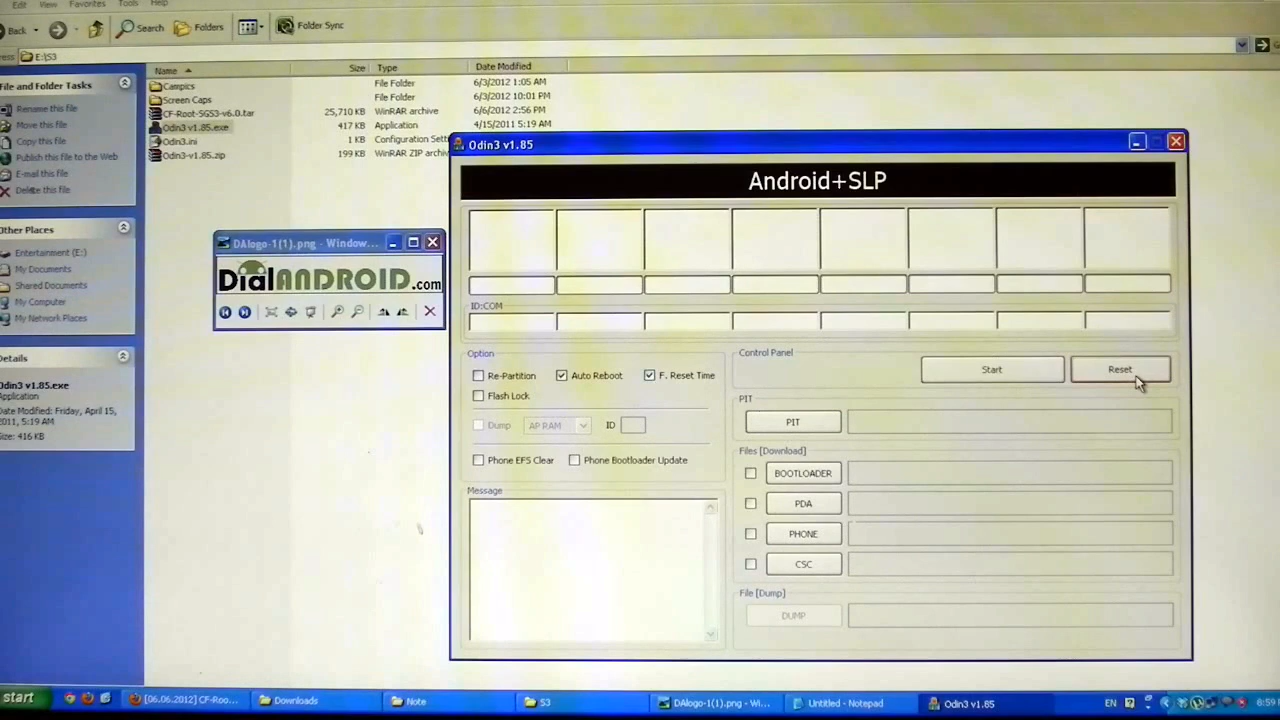 Edit View Favorites Tools Help
Back Search Folders Folder Sync
E:\S3
File and Folder Tasks
Rename this file
Move this file
Copy this file
Publish this file to the Web
E-mail this file
Delete this file
Other Places
Entertainment (E:)
My Documents
Shared Documents
My Computer
My Network Places
Details
Odin3 v1.85.exe
Application
Date Modified: Friday, April 15,
2011, 5:19 AM
Size: 416 KB
Name Size Type Date Modified
Campics File Folder 6/3/2012 1:05 AM
Screen Caps File Folder 6/3/2012 10:01 PM
CF-Root-SGS3-v6.0.tar 25,710 KB WinRAR archive 6/6/2012 2:56 PM
Odin3 v1.85.exe 417 KB Application 4/15/2011 5:19 AM
Odin3.ini 1 KB Configuration Sett
Odin3-v1.85.zip 199 KB WinRAR ZIP archiv
DAlogo-1(1).png - Window...
DialANDROID.com
Odin3 v1.85
Android+SLP
ID:COM
Option
Re-Partition Auto Reboot F. Reset Time
Flash Lock
Dump AP RAM ID
Phone EFS Clear Phone Bootloader Update
Message
Control Panel
Start Reset
PIT
PIT
Files [Download]
BOOTLOADER
PDA
PHONE
CSC
File [Dump]
DUMP
start [06.06.2012] CF-Roo... Downloads Note S3 DAlogo-1(1).png - Wi... Untitled - Notepad Odin3 v1.85 EN 8:59